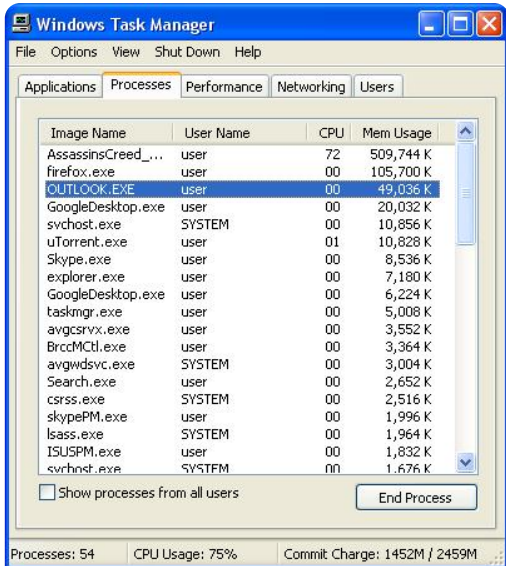 Windows Task Manager
File Options View Shut Down Help
Applications Processes Performance Networking Users
Image Name User Name CPU Mem Usage
AssassinsCreed_... user 72 509,744 K
firefox.exe user 00 105,700 K
OUTLOOK.EXE user 00 49,036 K
GoogleDesktop.exe user 00 20,032 K
svchost.exe SYSTEM 00 10,856 K
uTorrent.exe user 01 10,828 K
Skype.exe user 00 8,536 K
explorer.exe user 00 7,180 K
GoogleDesktop.exe user 00 6,224 K
taskmgr.exe user 00 5,008 K
avgcsrvx.exe user 00 3,552 K
BrccMCtl.exe user 00 3,364 K
avgwdsvc.exe SYSTEM 00 3,004 K
Search.exe user 00 2,652 K
csrss.exe SYSTEM 00 2,516 K
skypePM.exe user 00 1,996 K
lsass.exe SYSTEM 00 1,964 K
ISUSPM.exe user 00 1,832 K
svchost.exe SYSTEM 00 1,676 K
Show processes from all users End Process
Processes: 54 CPU Usage: 75% Commit Charge: 1452M / 2459M